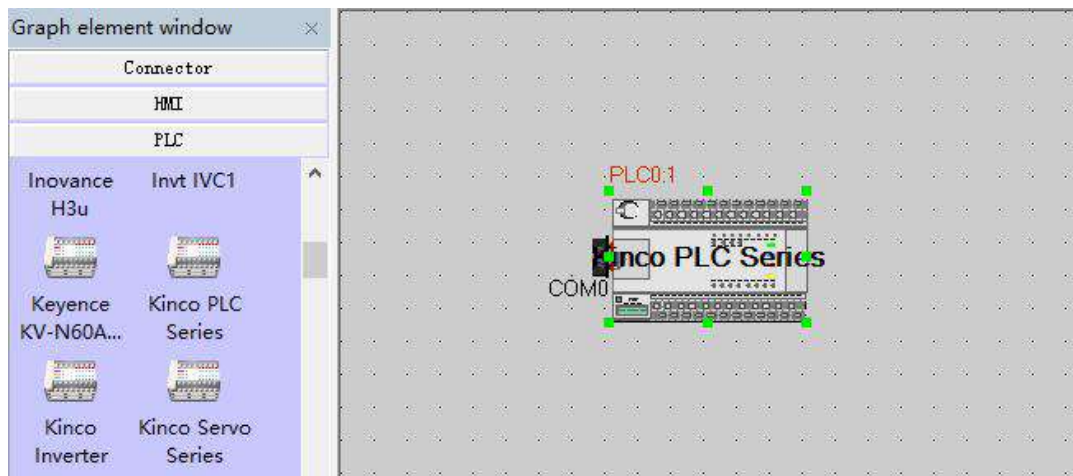 Graph element window
Connector
HMI
PLC
Inovance
H3u
Invt IVC1
Keyence
KV-N60A...
Kinco PLC
Series
Kinco
Inverter
Kinco Servo
Series
PLC0:1
Kinco PLC Series
COM0